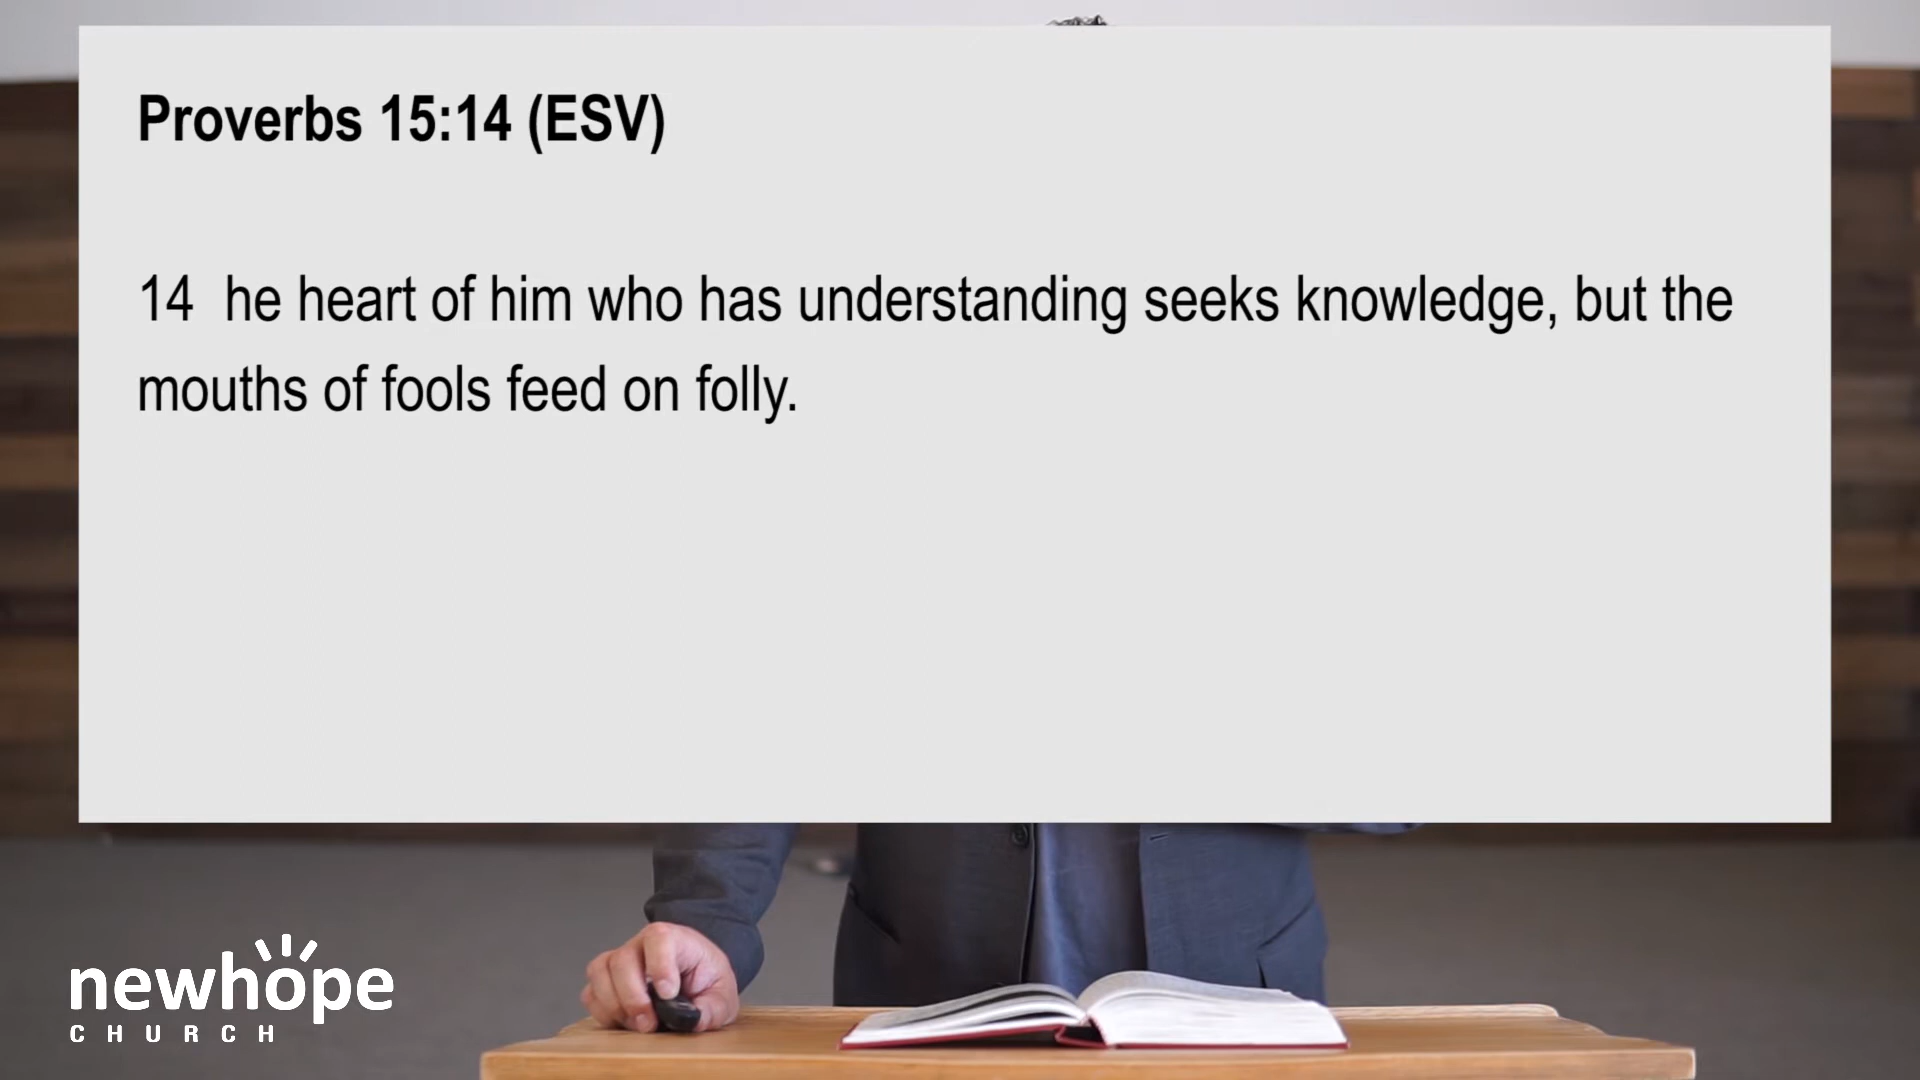 Proverbs 15:14 (ESV)
14  he heart of him who has understanding seeks knowledge, but the
mouths of fools feed on folly.
newhope
CHURCH